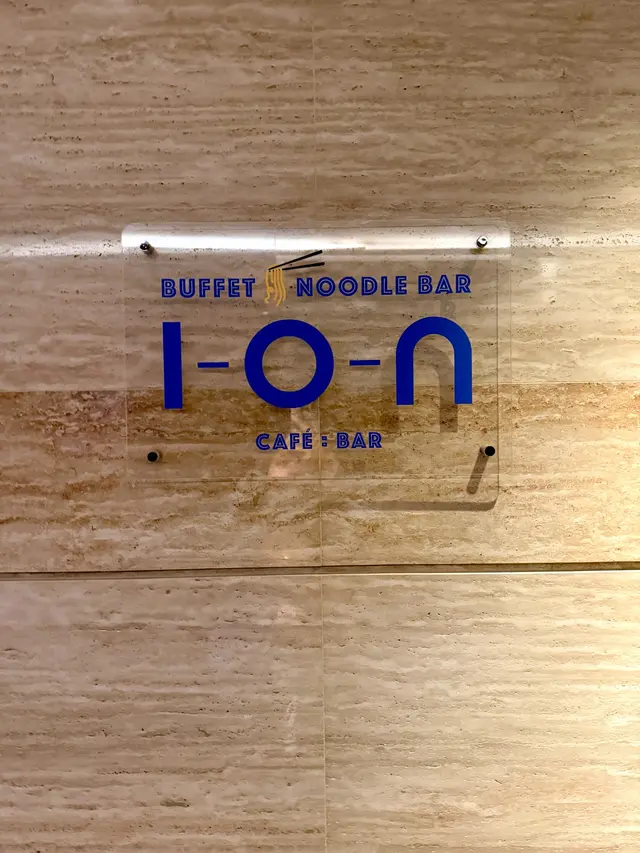 BUFFET NOODLE BAR
I-O-N
CAFÉ : BAR